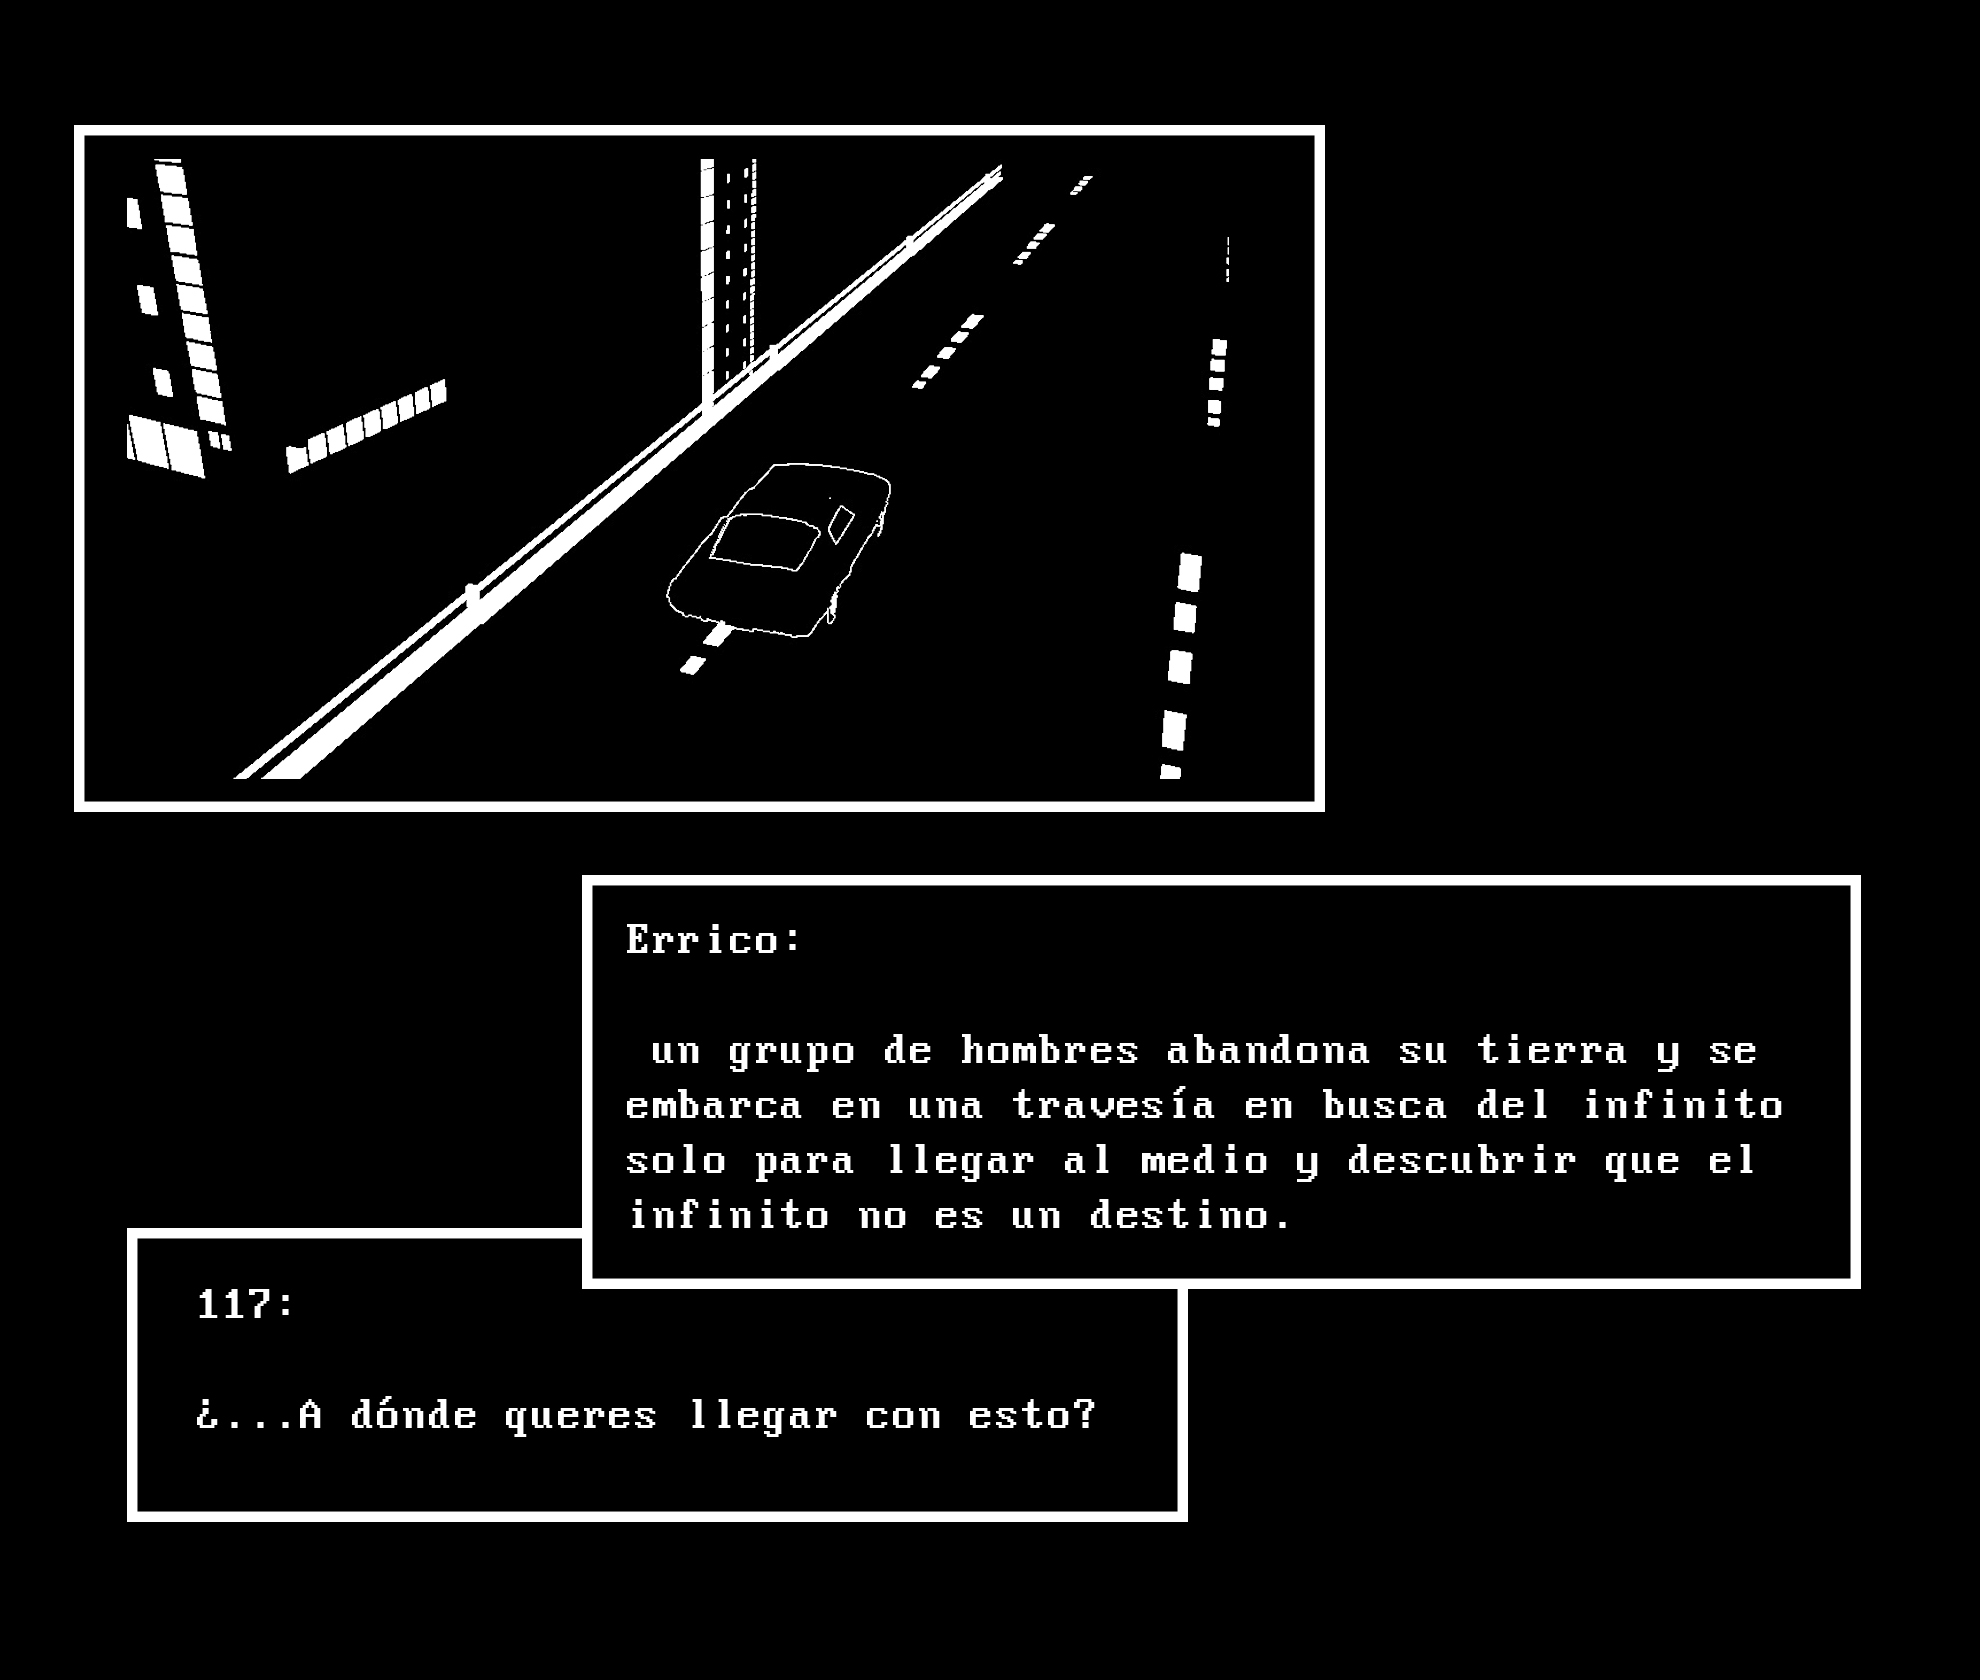 Errico:
un grupo de hombres abandona su tierra y se
embarca en una travesía en busca del infinito
solo para llegar al medio y descubrir que el
infinito no es un destino.
117:
¿...A dónde queres llegar con esto?